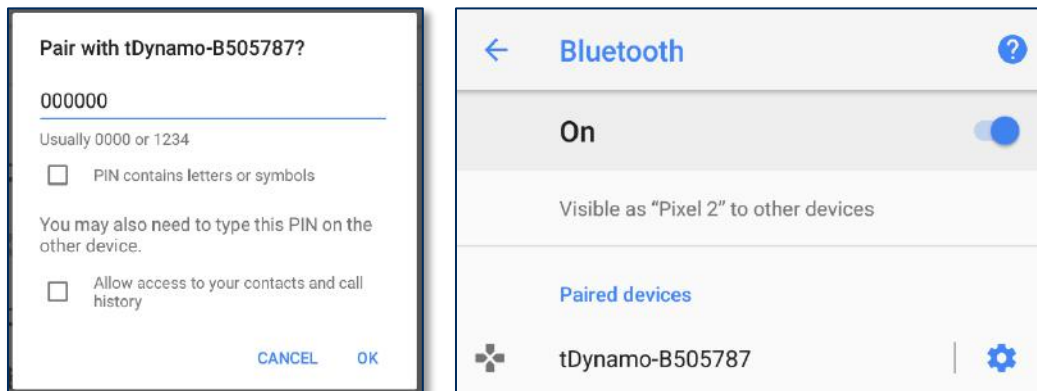 Pair with tDynamo-B505787?
000000
Usually 0000 or 1234
PIN contains letters or symbols
You may also need to type this PIN on the
other device.
Allow access to your contacts and call
history
CANCEL OK
Bluetooth
On
Visible as “Pixel 2” to other devices
Paired devices
tDynamo-B505787